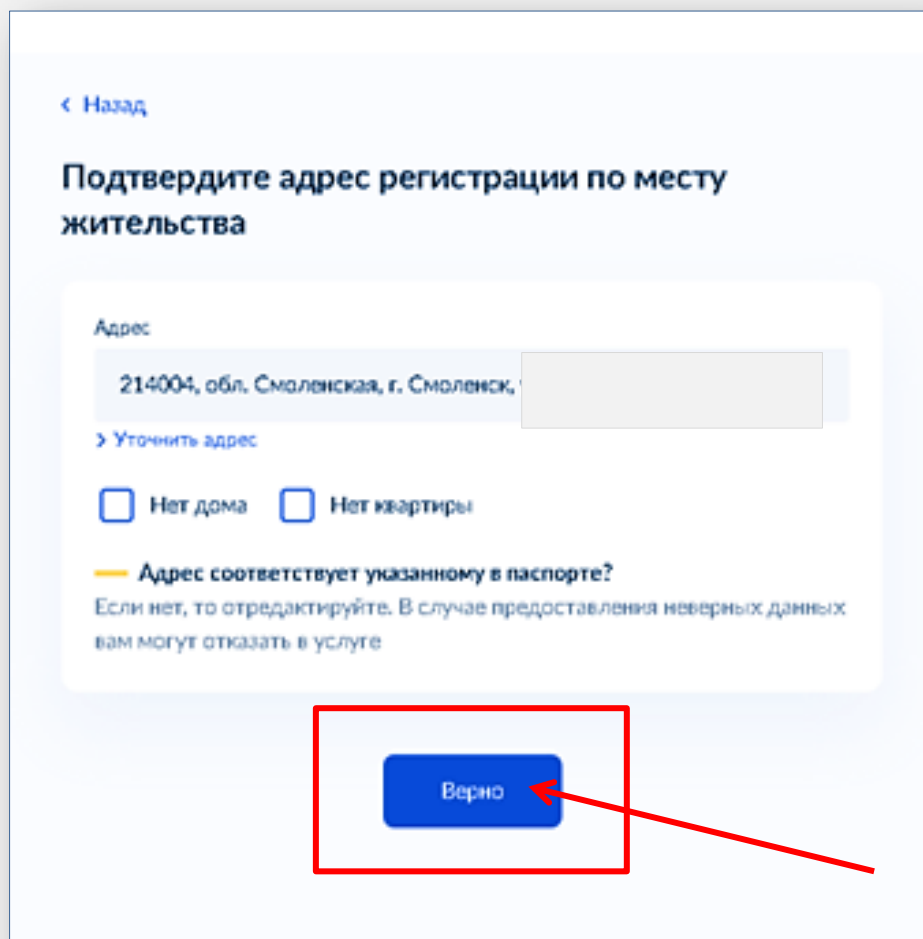 Назад
Подтвердите адрес регистрации по месту
жительства
Адрес
214004, обл. Смоленская, г. Смоленск,
Уточнить адрес
Нет дома Нет квартиры
Адрес соответствует указанному в паспорте?
Если нет, то отредактируйте. В случае предоставления неверных данных
вам могут отказать в услуге
Верно